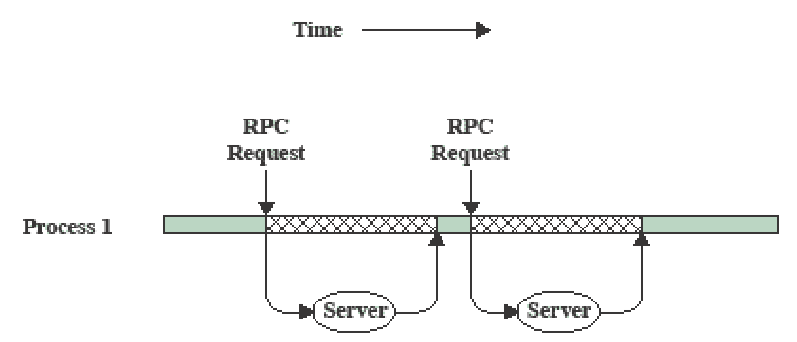 Time
RPC
Request
RPC
Request
Process 1
Server
Server